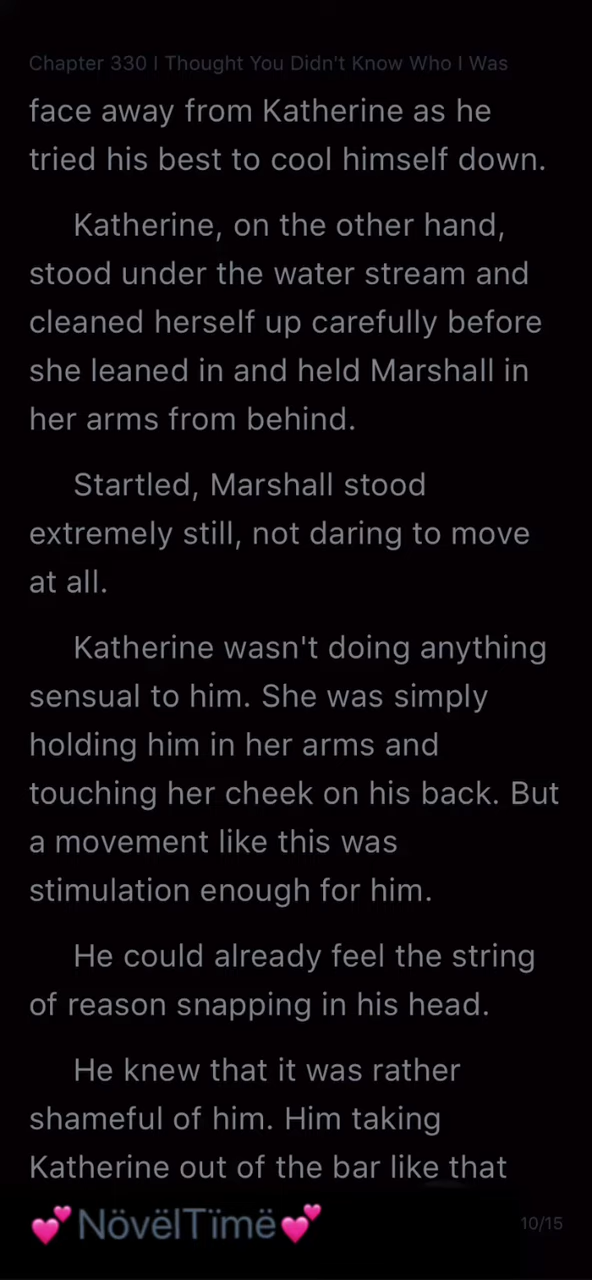 Chapter 330 I Thought You Didn't Know Who I Was
face away from Katherine as he
tried his best to cool himself down.
Katherine, on the other hand,
stood under the water stream and
cleaned herself up carefully before
she leaned in and held Marshall in
her arms from behind.
Startled, Marshall stood
extremely still, not daring to move
at all.
Katherine wasn't doing anything
sensual to him. She was simply
holding him in her arms and
touching her cheek on his back. But
a movement like this was
stimulation enough for him.
He could already feel the string
of reason snapping in his head.
He knew that it was rather
shameful of him. Him taking
Katherine out of the bar like that
💕NövëlTïmë💕
10/15